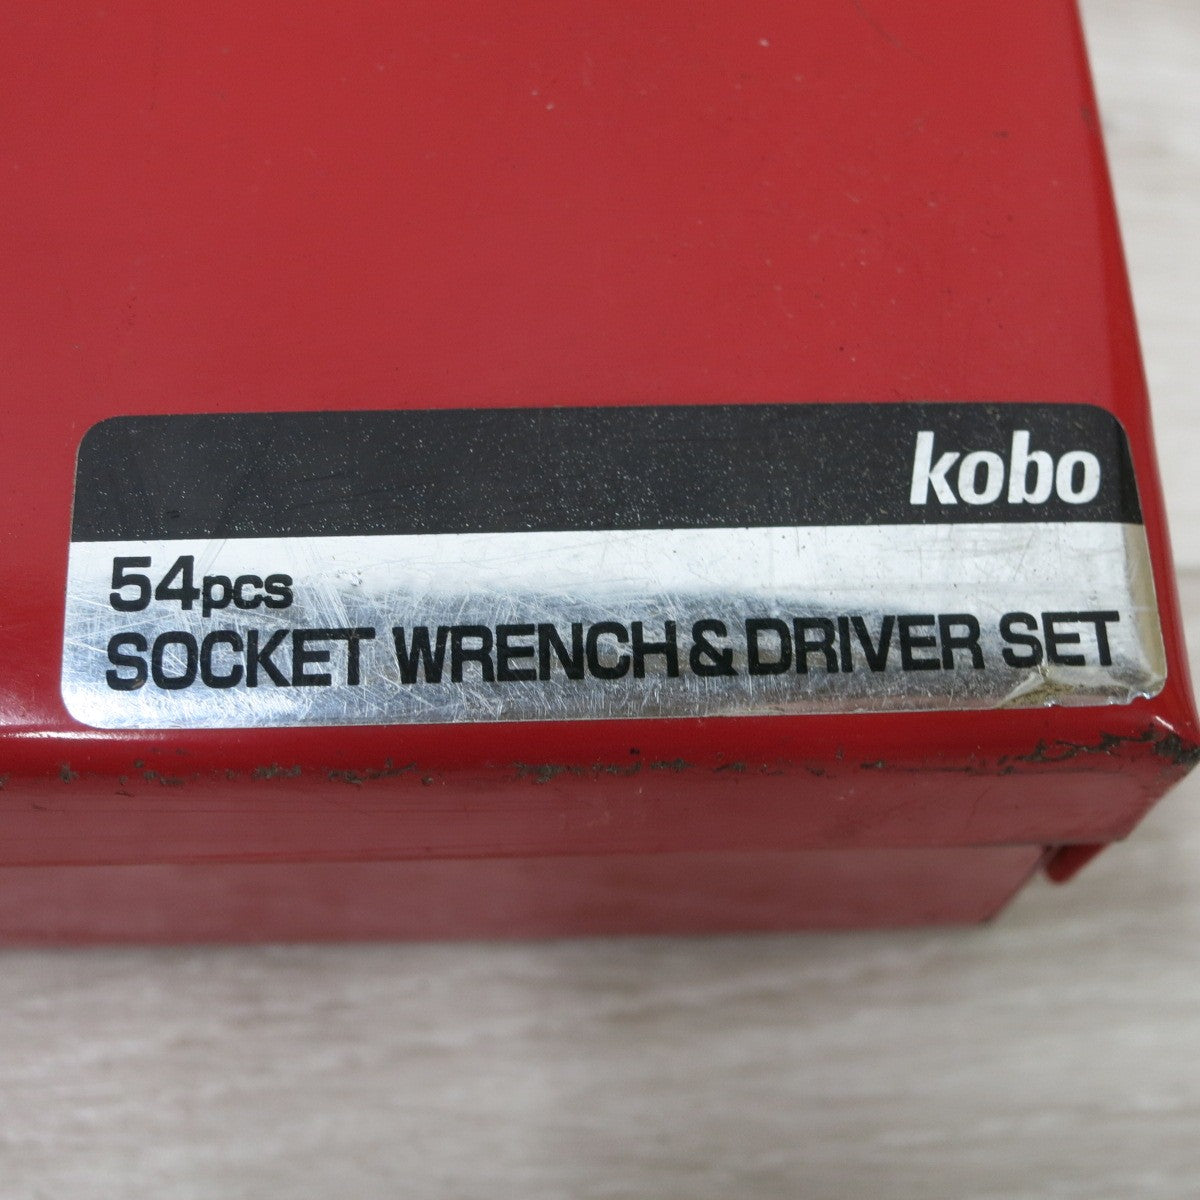 kobo
54pcs
SOCKET WRENCH & DRIVER SET